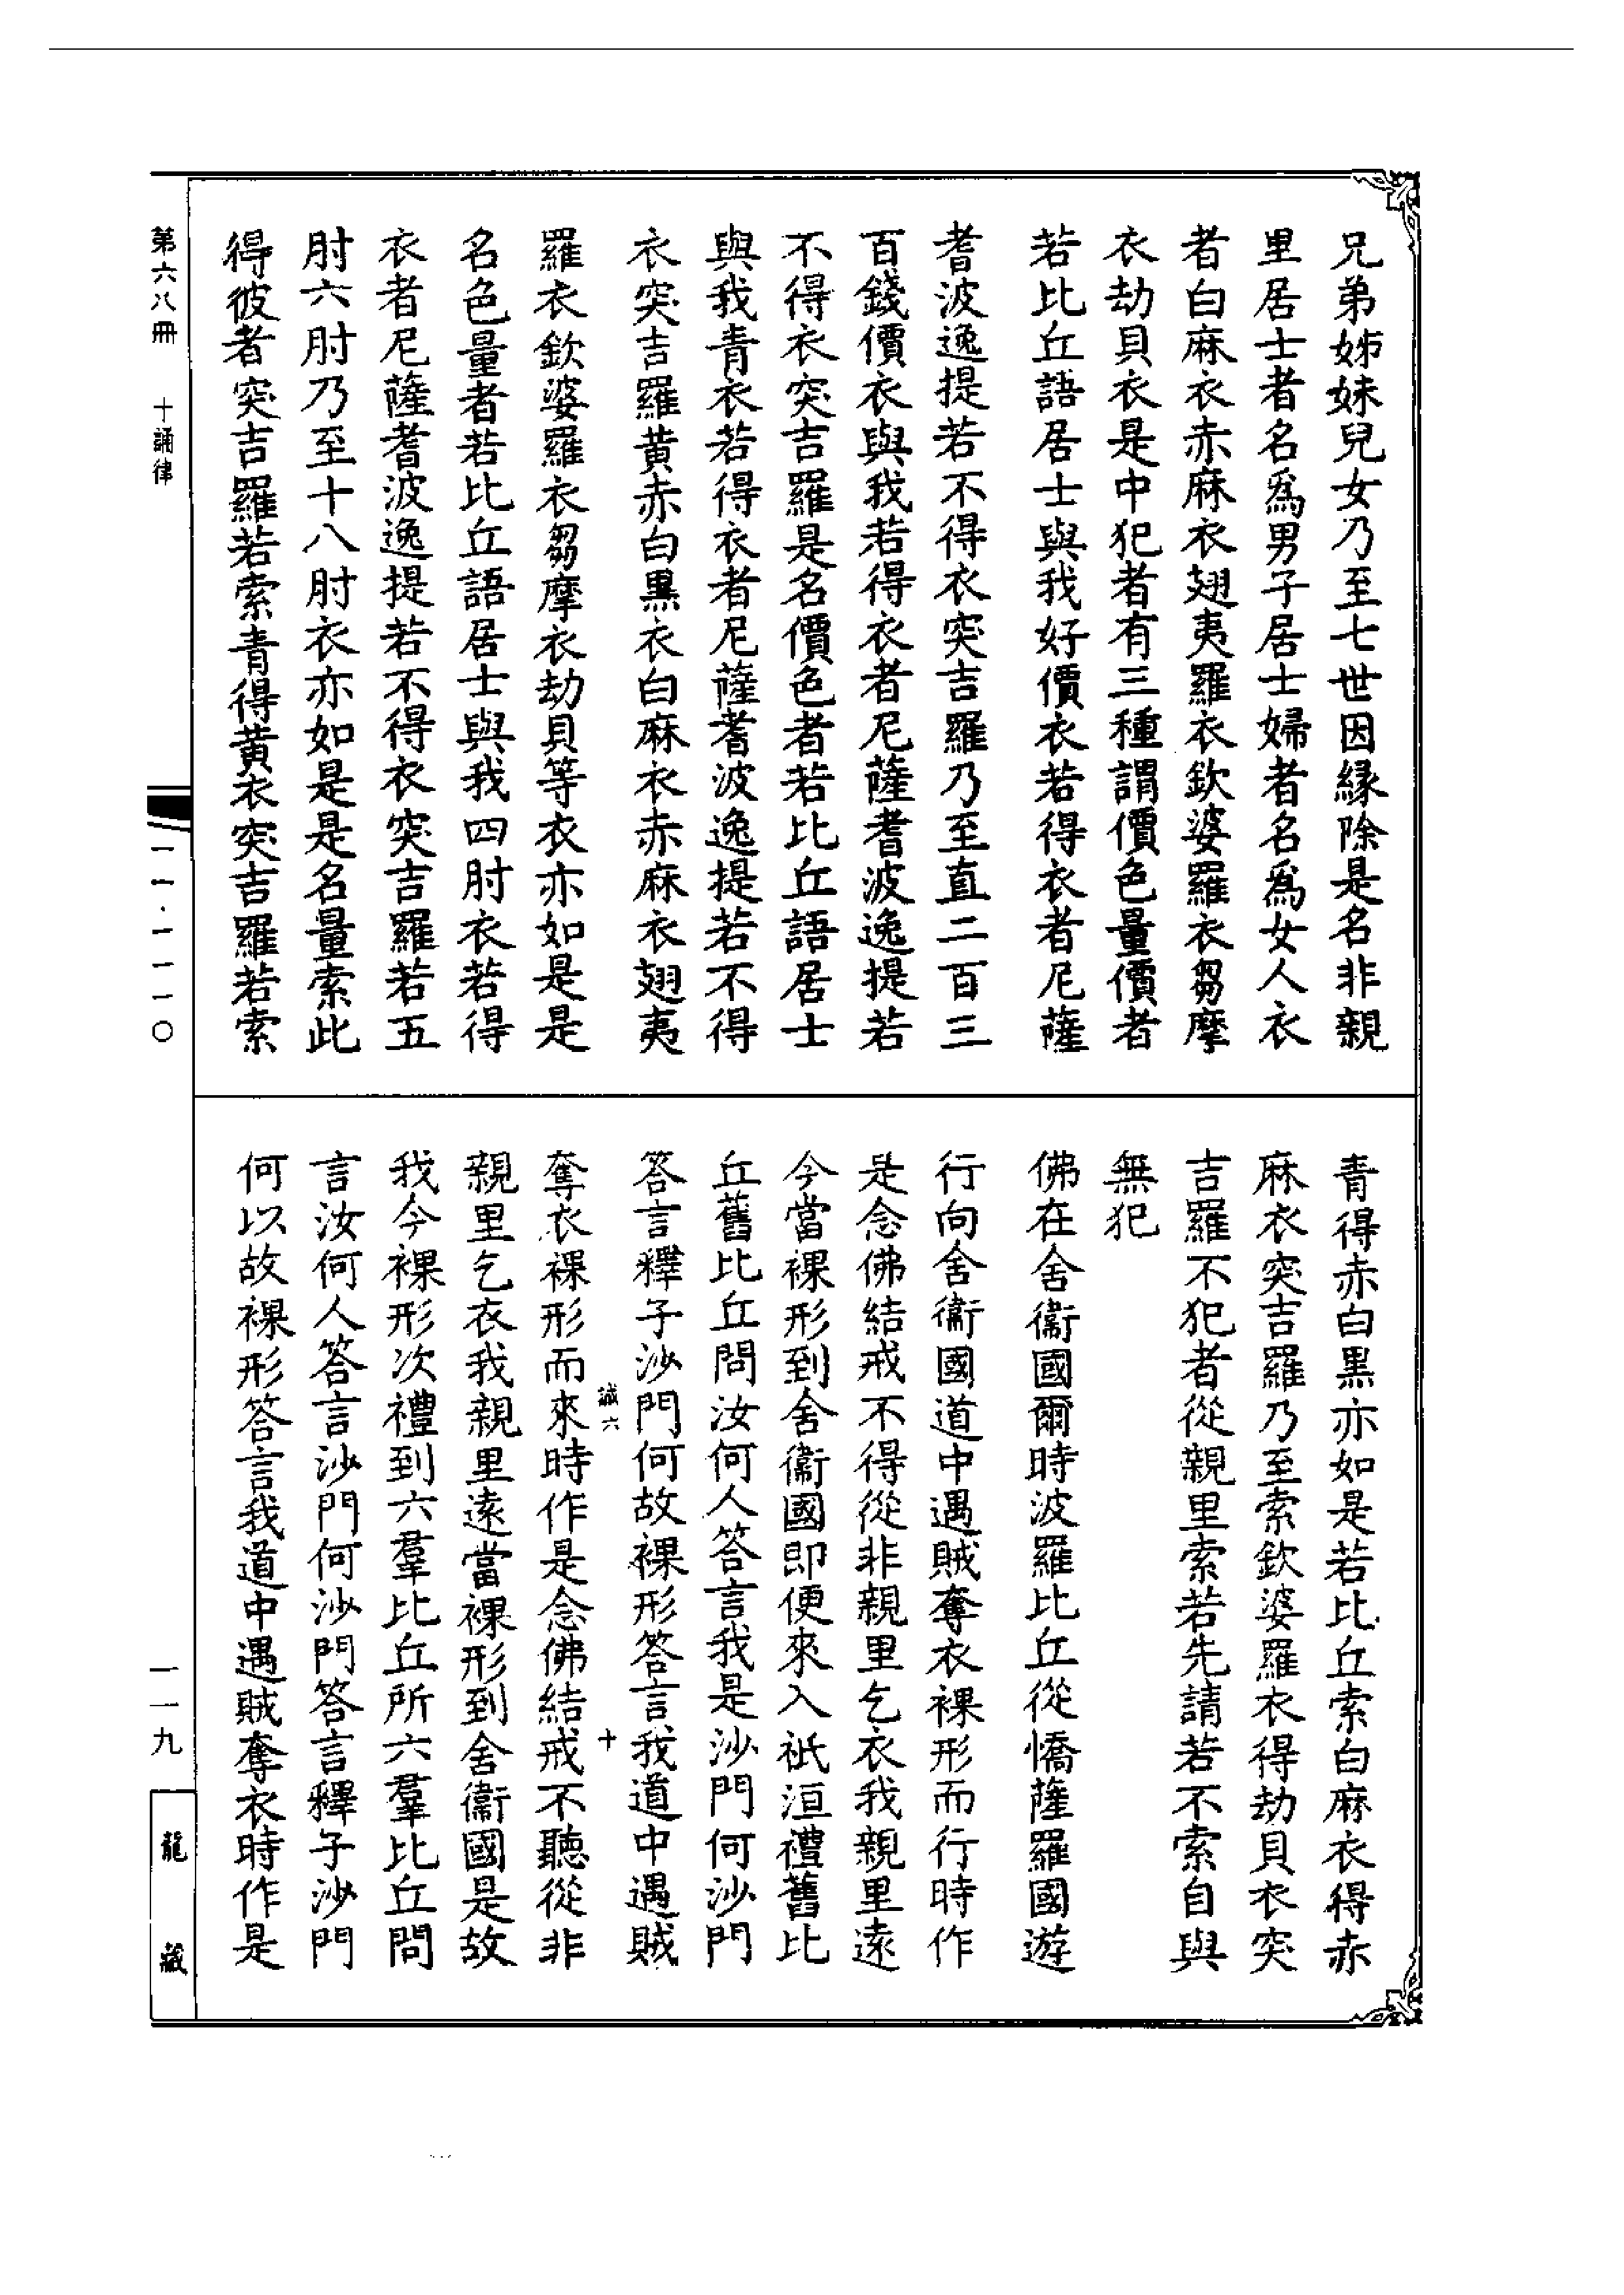 兄弟姊妹兒女乃至七世因緣除是名非親
里居士者名爲男子居士婦者名爲女人衣
者白麻衣赤麻衣翅夷羅衣欽婆羅衣芻摩
衣劫貝衣是中犯者有三種謂價色量價者
若比丘語居士與我好價衣若得衣者尼薩
耆波逸提若不得衣突吉羅乃至直二百三
百錢價衣與我若得衣者尼薩耆波逸提若
不得衣突吉羅是名價色者若比丘語居士
與我青衣若得衣者尼薩耆波逸提若不得
衣突吉羅黄赤白黑衣白麻衣赤麻衣翅夷
羅衣欽婆羅衣芻摩衣劫貝等衣亦如是是
名色量者若比丘語居士與我四肘衣若得
衣者尼薩耆波逸提若不得衣突吉羅若五
肘六肘乃至十八肘衣亦如是是名量索此
得彼者突吉羅若索青得黄衣突吉羅若索
青得赤白黑亦如是若比丘索白麻衣得赤
麻衣突吉羅乃至索欽婆羅衣得劫貝衣突
吉羅不犯者從親里索若先請若不索自與
無犯
佛在舍衞國爾時波羅比丘從憍薩羅國遊
行向舍衞國道中遇賊奪衣裸形而行時作
是念佛結戒不得從非親里乞衣我親里遠
今當裸形到舍衞國即便來入祇洹禮舊比
丘舊比丘問汝何人答言我是沙門何沙門
答言釋子沙門何故裸形答言我道中遇賊
誠六 十
奪衣裸形而來時作是念佛結戒不聽從非
親里乞衣我親里遠當裸形到舍衞國是故
我今裸形次禮到六羣比丘所六羣比丘問
言汝何人答言沙門何沙門答言釋子沙門
何以故裸形答言我道中遇賊奪衣時作是
第六八冊 十誦律
一一·一一一〇
一一九
龍藏